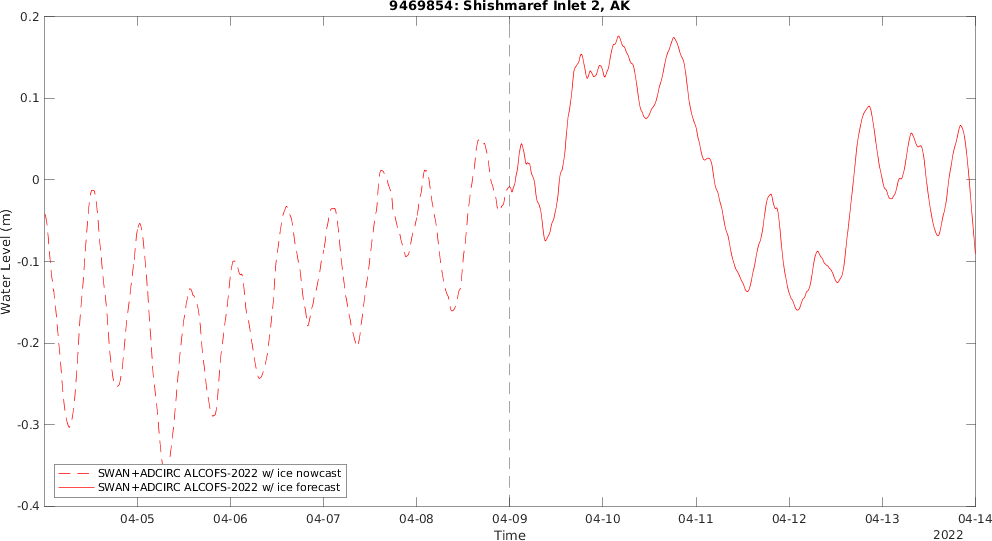 9469854: Shishmaref Inlet 2, AK
0.2
0.1
0
-0.1
-0.2
-0.3
-0.4
Water Level (m)
SWAN+ADCIRC ALCOFS-2022 w/ ice nowcast
SWAN+ADCIRC ALCOFS-2022 w/ ice forecast
04-05 04-06 04-07 04-08 04-09 04-10 04-11 04-12 04-13 04-14
Time
2022